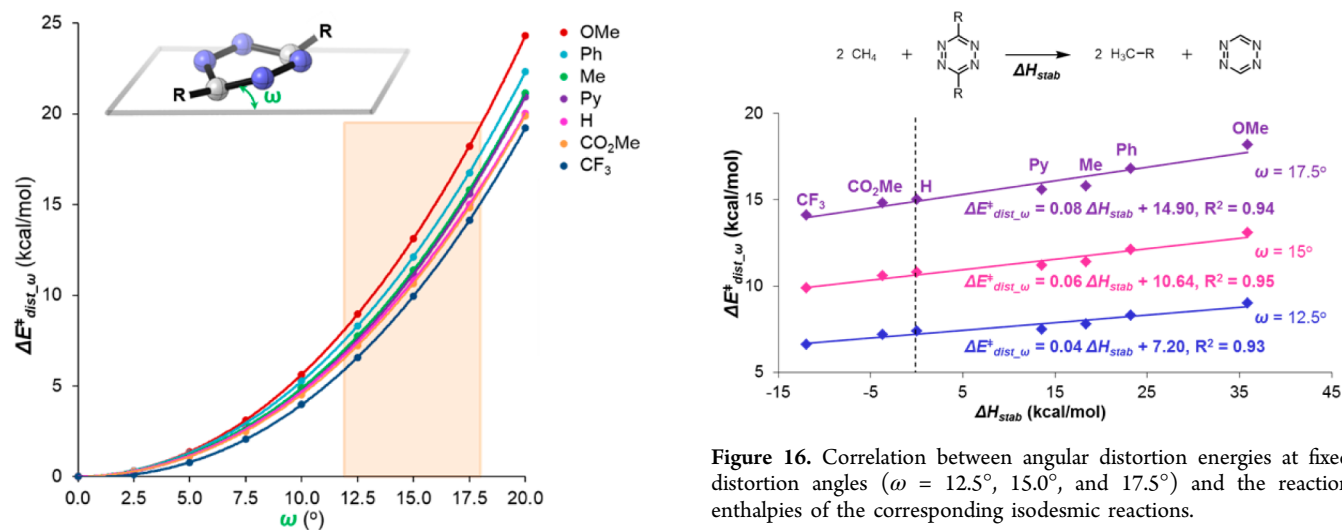 25
20
15
10
5
0
ΔE‡dist_ω (kcal/mol)
R
R
ω
OMe
Ph
Me
Py
H
CO2Me
CF3
0.0 2.5 5.0 7.5 10.0 12.5 15.0 17.5 20.0
ω (°)
R
2 CH4 + N N N N 2 H3C–R + N N N N
ΔHstab
R
20
15
10
5
ΔE‡dist_ω (kcal/mol)
CF3 CO2Me H Py Me Ph OMe
ω = 17.5°
ΔE‡dist_ω = 0.08 ΔHstab + 14.90, R2 = 0.94
ω = 15°
ΔE‡dist_ω = 0.06 ΔHstab + 10.64, R2 = 0.95
ω = 12.5°
ΔE‡dist_ω = 0.04 ΔHstab + 7.20, R2 = 0.93
-15 -5 5 15 25 35 45
ΔHstab (kcal/mol)
Figure 16. Correlation between angular distortion energies at fixed
distortion angles (ω = 12.5°, 15.0°, and 17.5°) and the reaction
enthalpies of the corresponding isodesmic reactions.